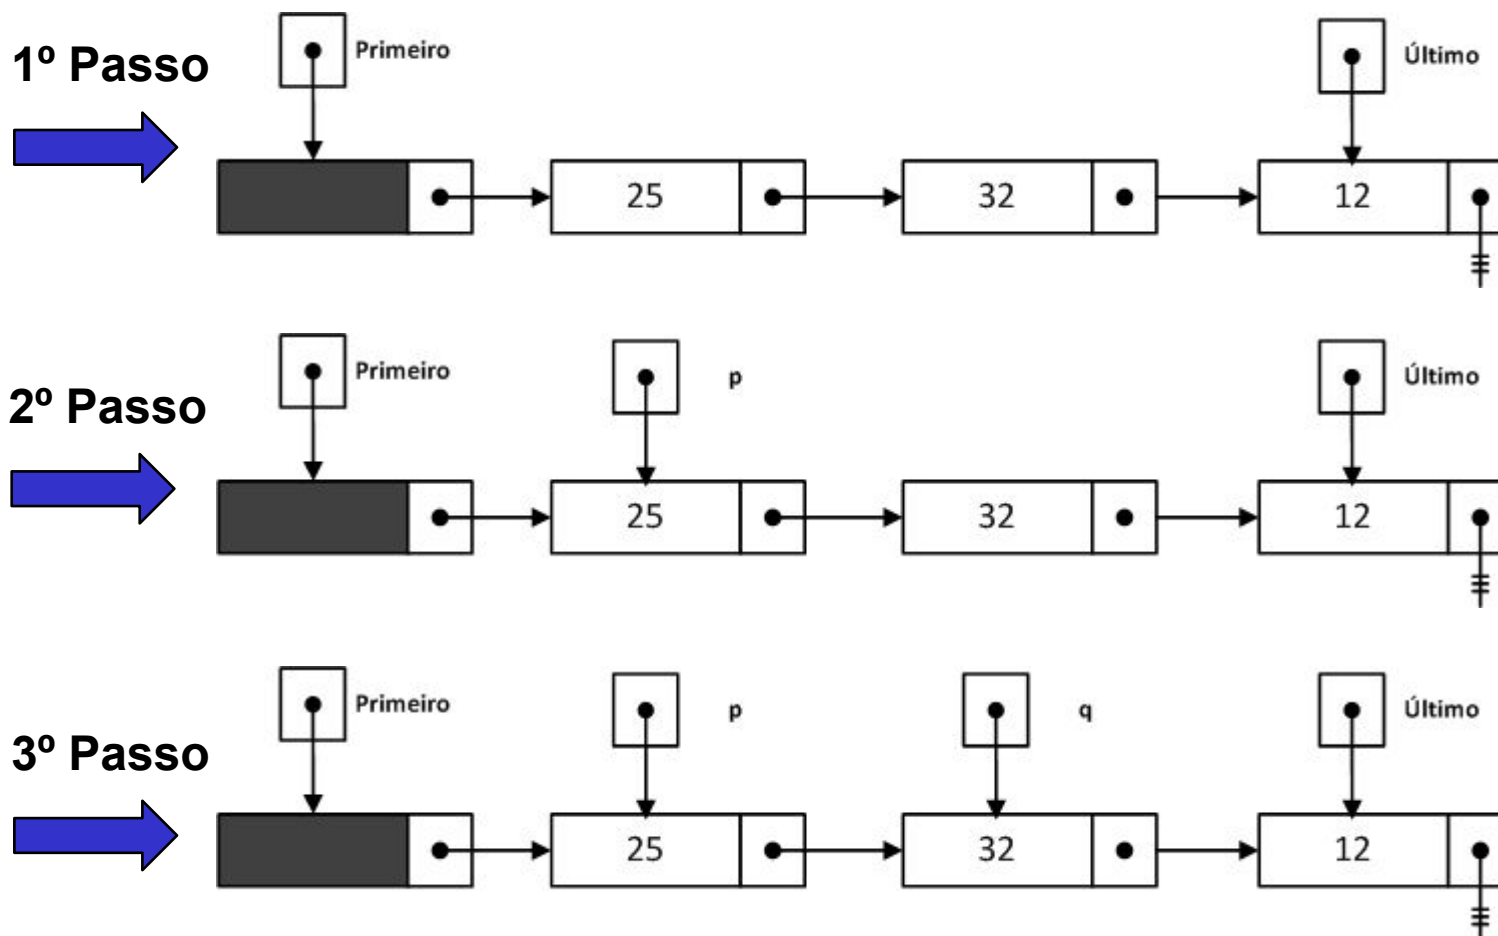 1º Passo
Primeiro
Último
25
32
12
2º Passo
Primeiro
p
Último
25
32
12
3º Passo
Primeiro
p
q
Último
25
32
12